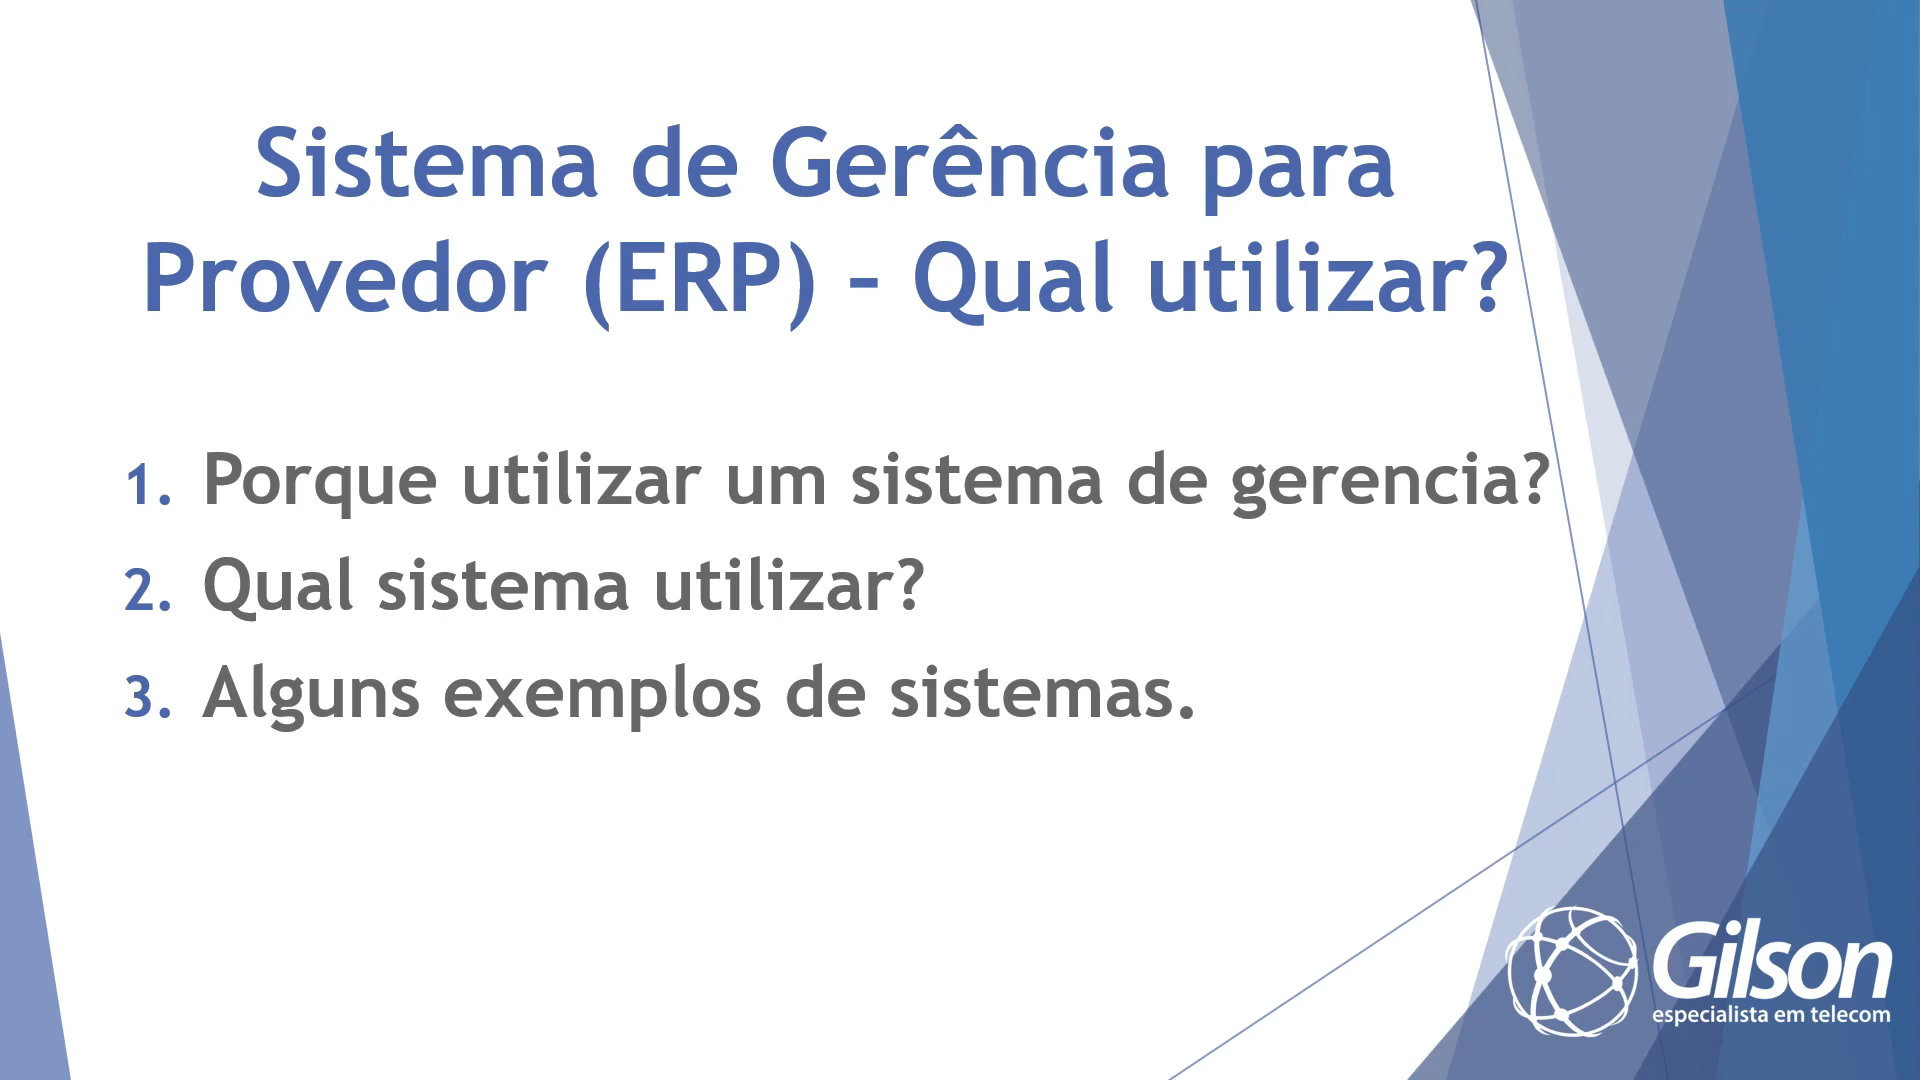 Sistema de Gerência para
Provedor (ERP) – Qual utilizar?
1. Porque utilizar um sistema de gerencia?
2. Qual sistema utilizar?
3. Alguns exemplos de sistemas.
Gilson
especialista em telecom